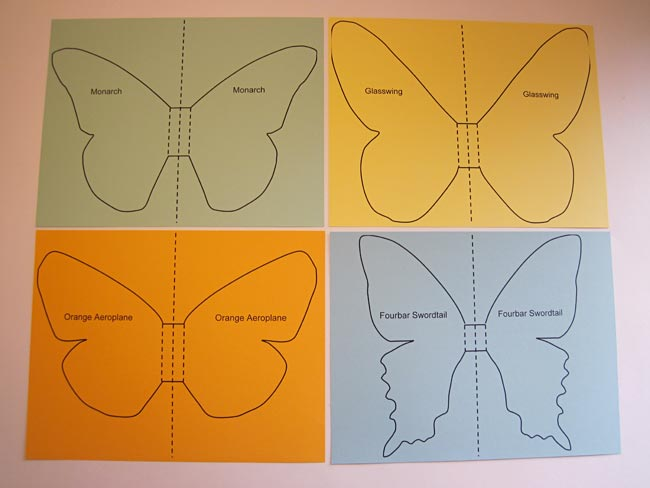 Monarch
Monarch
Glasswing
Glasswing
Orange Aeroplane
Orange Aeroplane
Fourbar Swordtail
Fourbar Swordtail